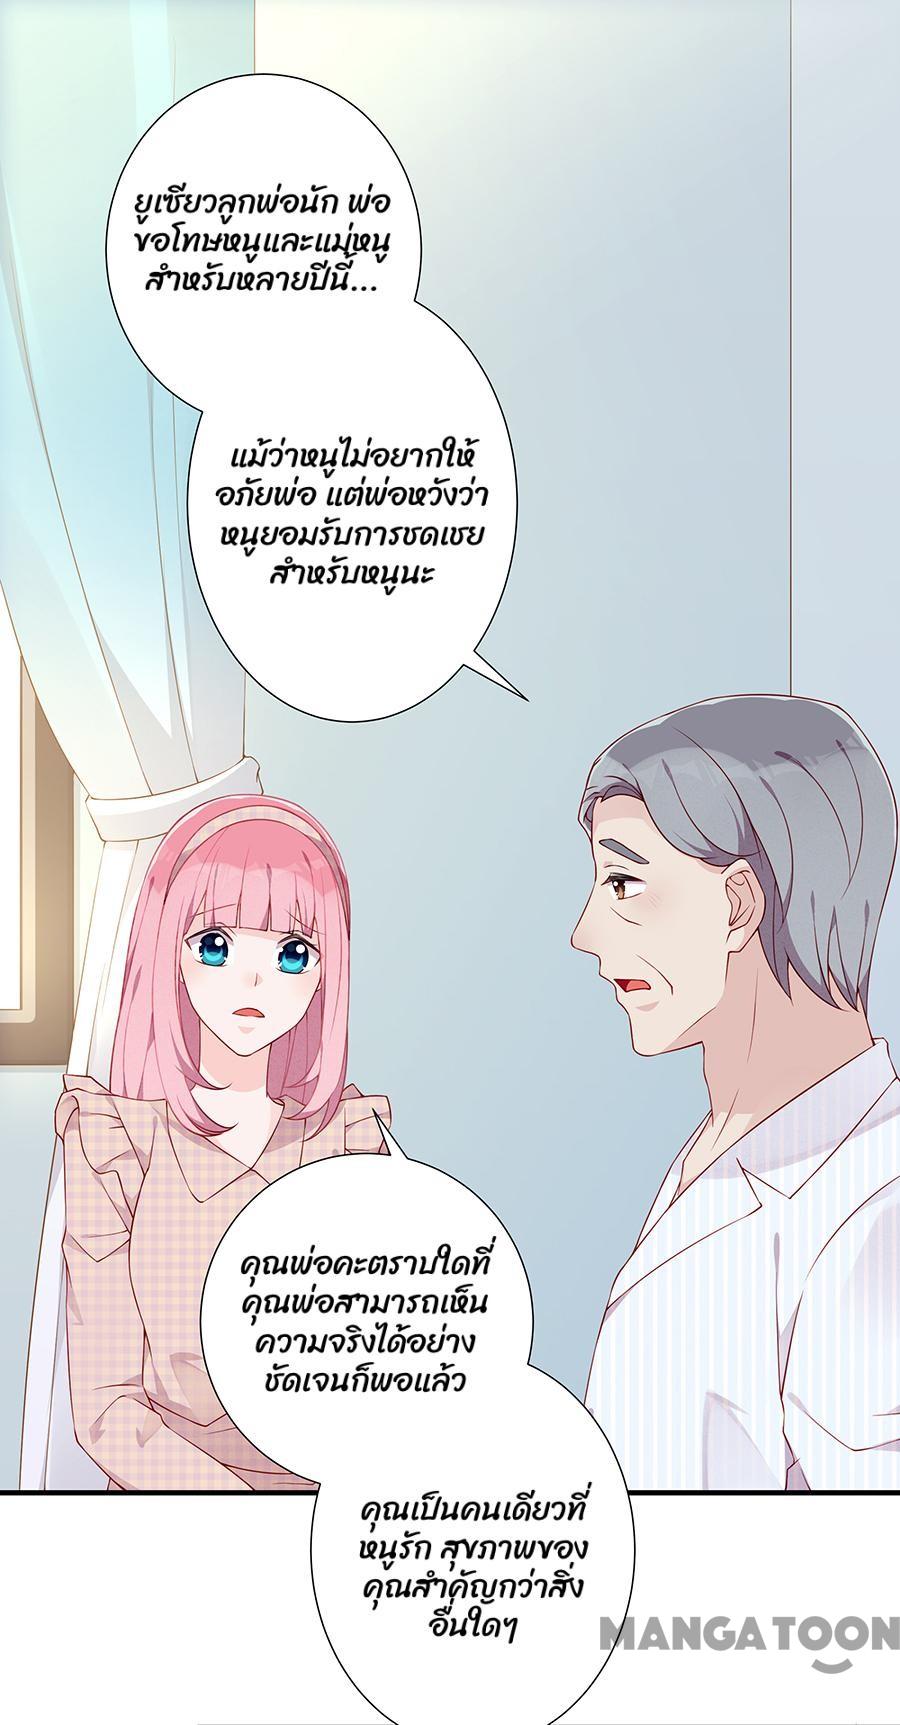 ยูเซียวลูกพ่อนัก พ่อ
ขอโทษหนูและแม่หนู
สำหรับหลายปีนี้...
แม้ว่าหนูไม่อยากให้
อภัยพ่อ แต่พ่อหวังว่า
หนูยอมรับการชดเชย
สำหรับหนูนะ
คุณพ่อคะตราบใดที่
คุณพ่อสามารถเห็น
ความจริงได้อย่าง
ชัดเจนก็พอแล้ว
คุณเป็นคนเดียวที่
หนูรัก สุขภาพของ
คุณสำคัญกว่าสิ่ง
อื่นใดๆ
MANGATOON